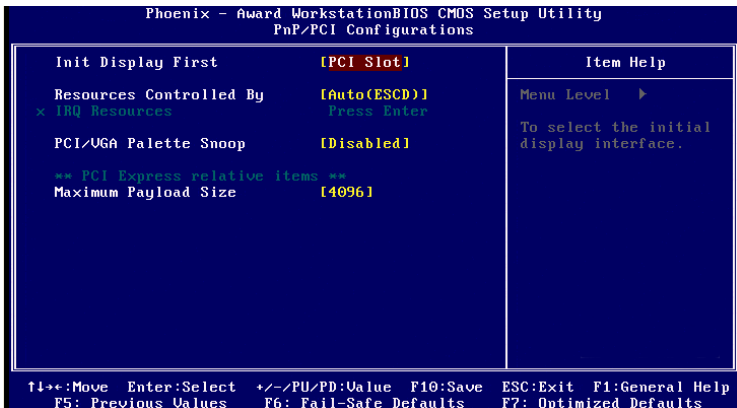 Phoenix - Award WorkstationBIOS CMOS Setup Utility
PnP/PCI Configurations
Init Display First [PCI Slot]
Resources Controlled By [Auto(ESCD)]
x IRQ Resources Press Enter
PCI/VGA Palette Snoop [Disabled]
** PCI Express relative items **
Maximum Payload Size [4096]
Item Help
Menu Level ▶
To select the initial
display interface.
↑↓→←:Move Enter:Select +/-/PU/PD:Value F10:Save ESC:Exit F1:General Help
F5: Previous Values F6: Fail-Safe Defaults F7: Optimized Defaults